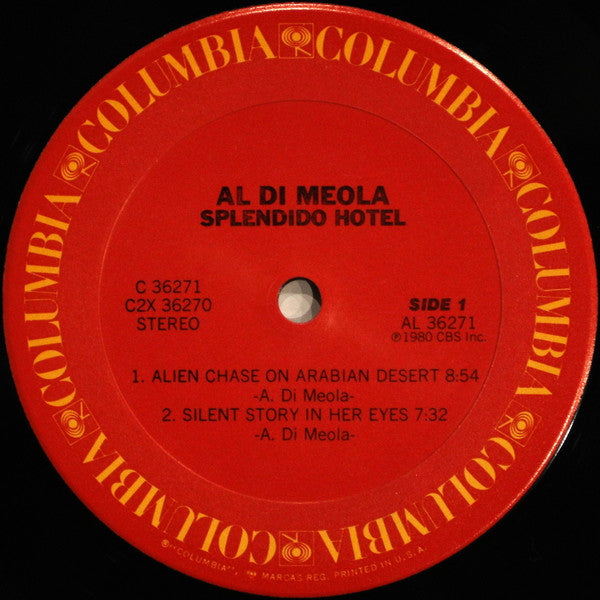 COLUMBIA COLUMBIA COLUMBIA COLUMBIA COLUMBIA COLUMBIA
AL DI MEOLA
SPLENDIDO HOTEL
C 36271
C2X 36270
STEREO
SIDE 1
AL 36271
℗1980 CBS Inc.
1. ALIEN CHASE ON ARABIAN DESERT 8:54
-A. Di Meola-
2. SILENT STORY IN HER EYES 7:32
-A. Di Meola-
®"COLUMBIA", MARCAS REG. PRINTED IN U.S.A.